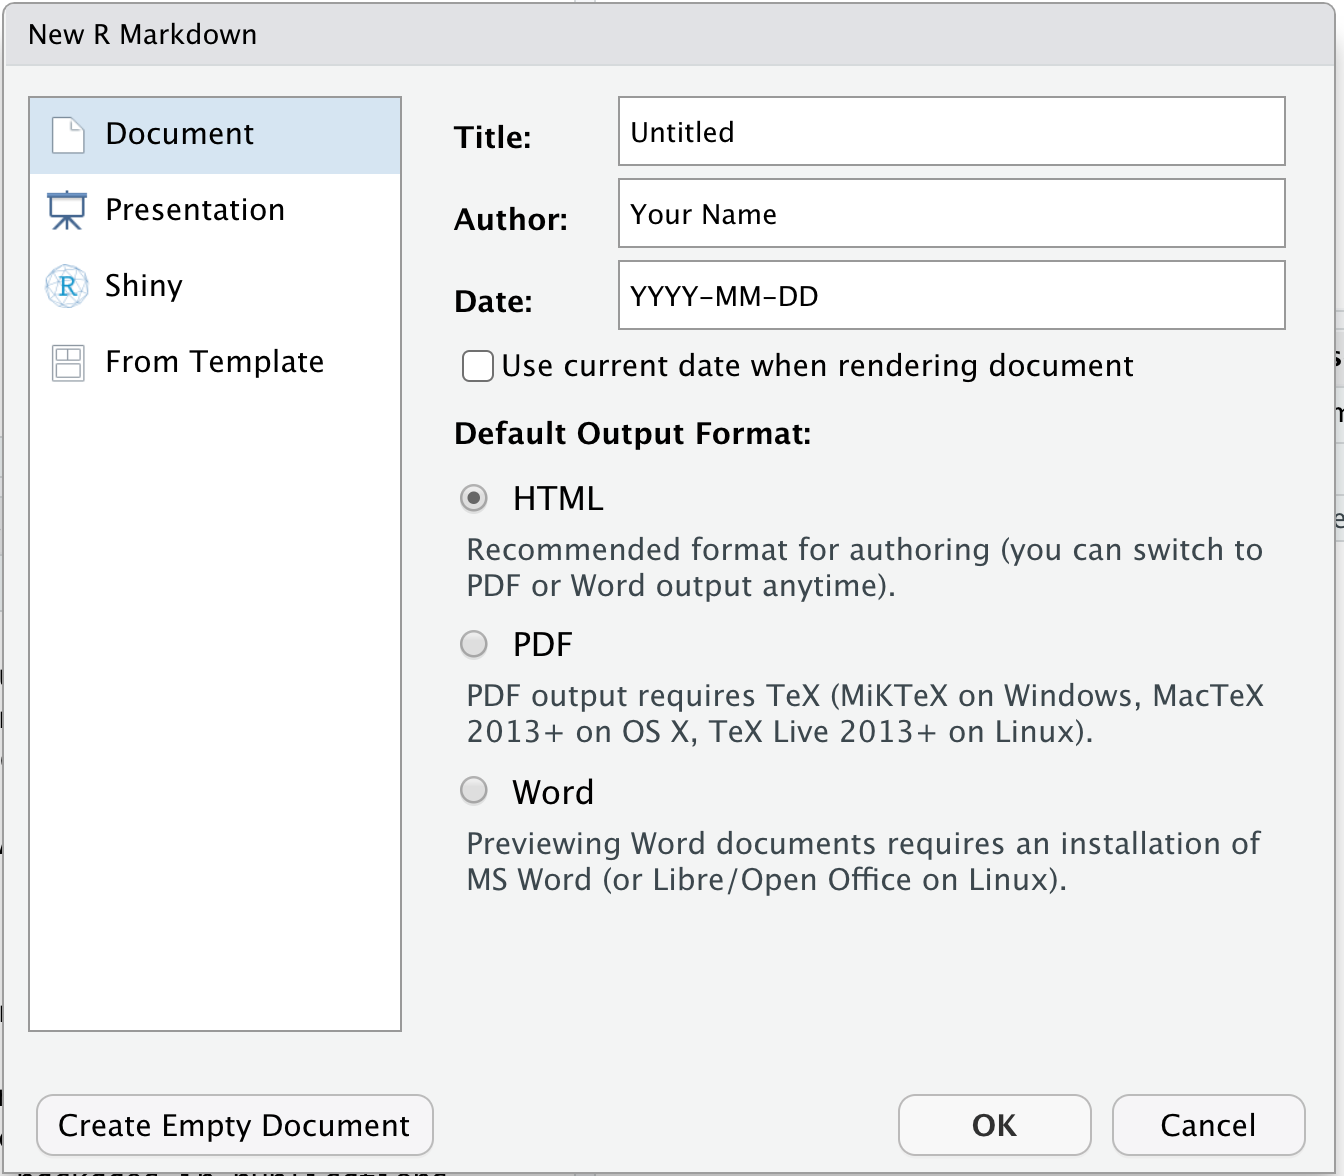 New R Markdown
Document
Presentation
R Shiny
From Template
Title: Untitled
Author: Your Name
Date: YYYY-MM-DD
Use current date when rendering document
Default Output Format:
HTML
Recommended format for authoring (you can switch to
PDF or Word output anytime).
PDF
PDF output requires TeX (MiKTeX on Windows, MacTeX
2013+ on OS X, TeX Live 2013+ on Linux).
Word
Previewing Word documents requires an installation of
MS Word (or Libre/Open Office on Linux).
Create Empty Document
OK
Cancel